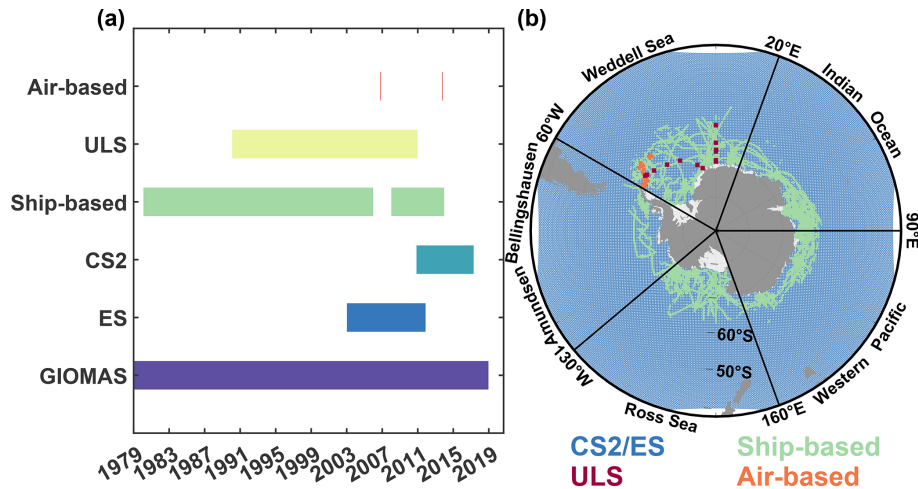 (a)
Air-based
ULS
Ship-based
CS2
ES
GIOMAS
1979 1983 1987 1991 1995 1999 2003 2007 2011 2015 2019
(b)
Weddell Sea
20°E
Indian Ocean
60°W
90°E
Bellingshausen
Amundsen
130°W
Ross Sea
160°E
Western Pacific
60°S
50°S
CS2/ES Ship-based
ULS Air-based